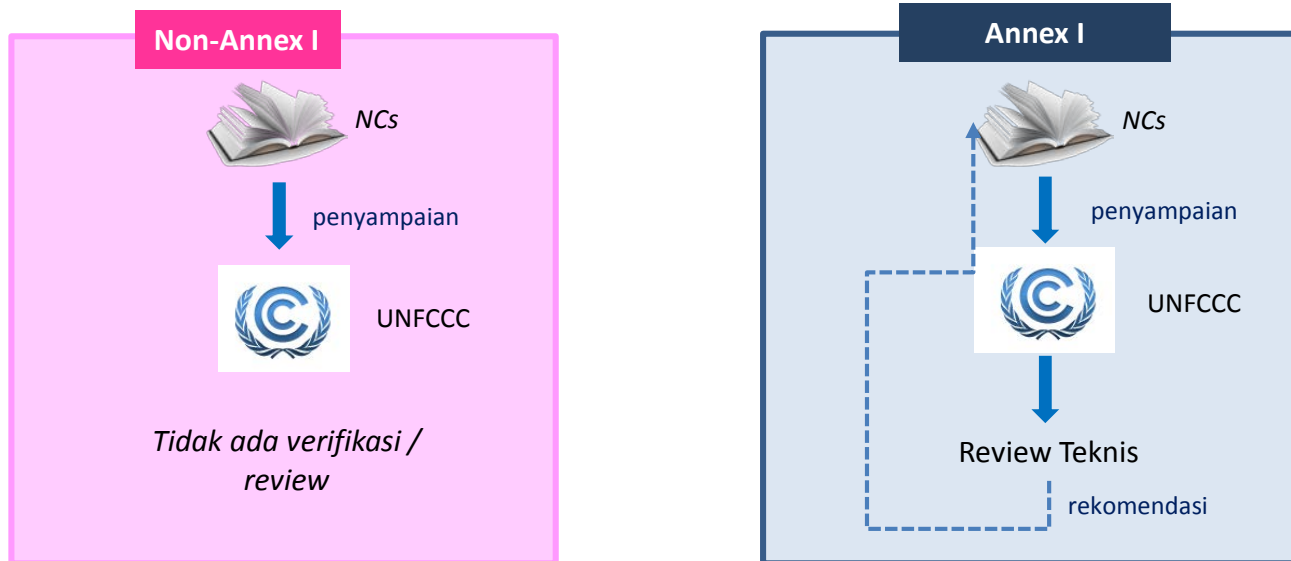 Non-Annex I
NCs
penyampaian
UNFCCC
Tidak ada verifikasi /
review
Annex I
NCs
penyampaian
UNFCCC
Review Teknis
rekomendasi